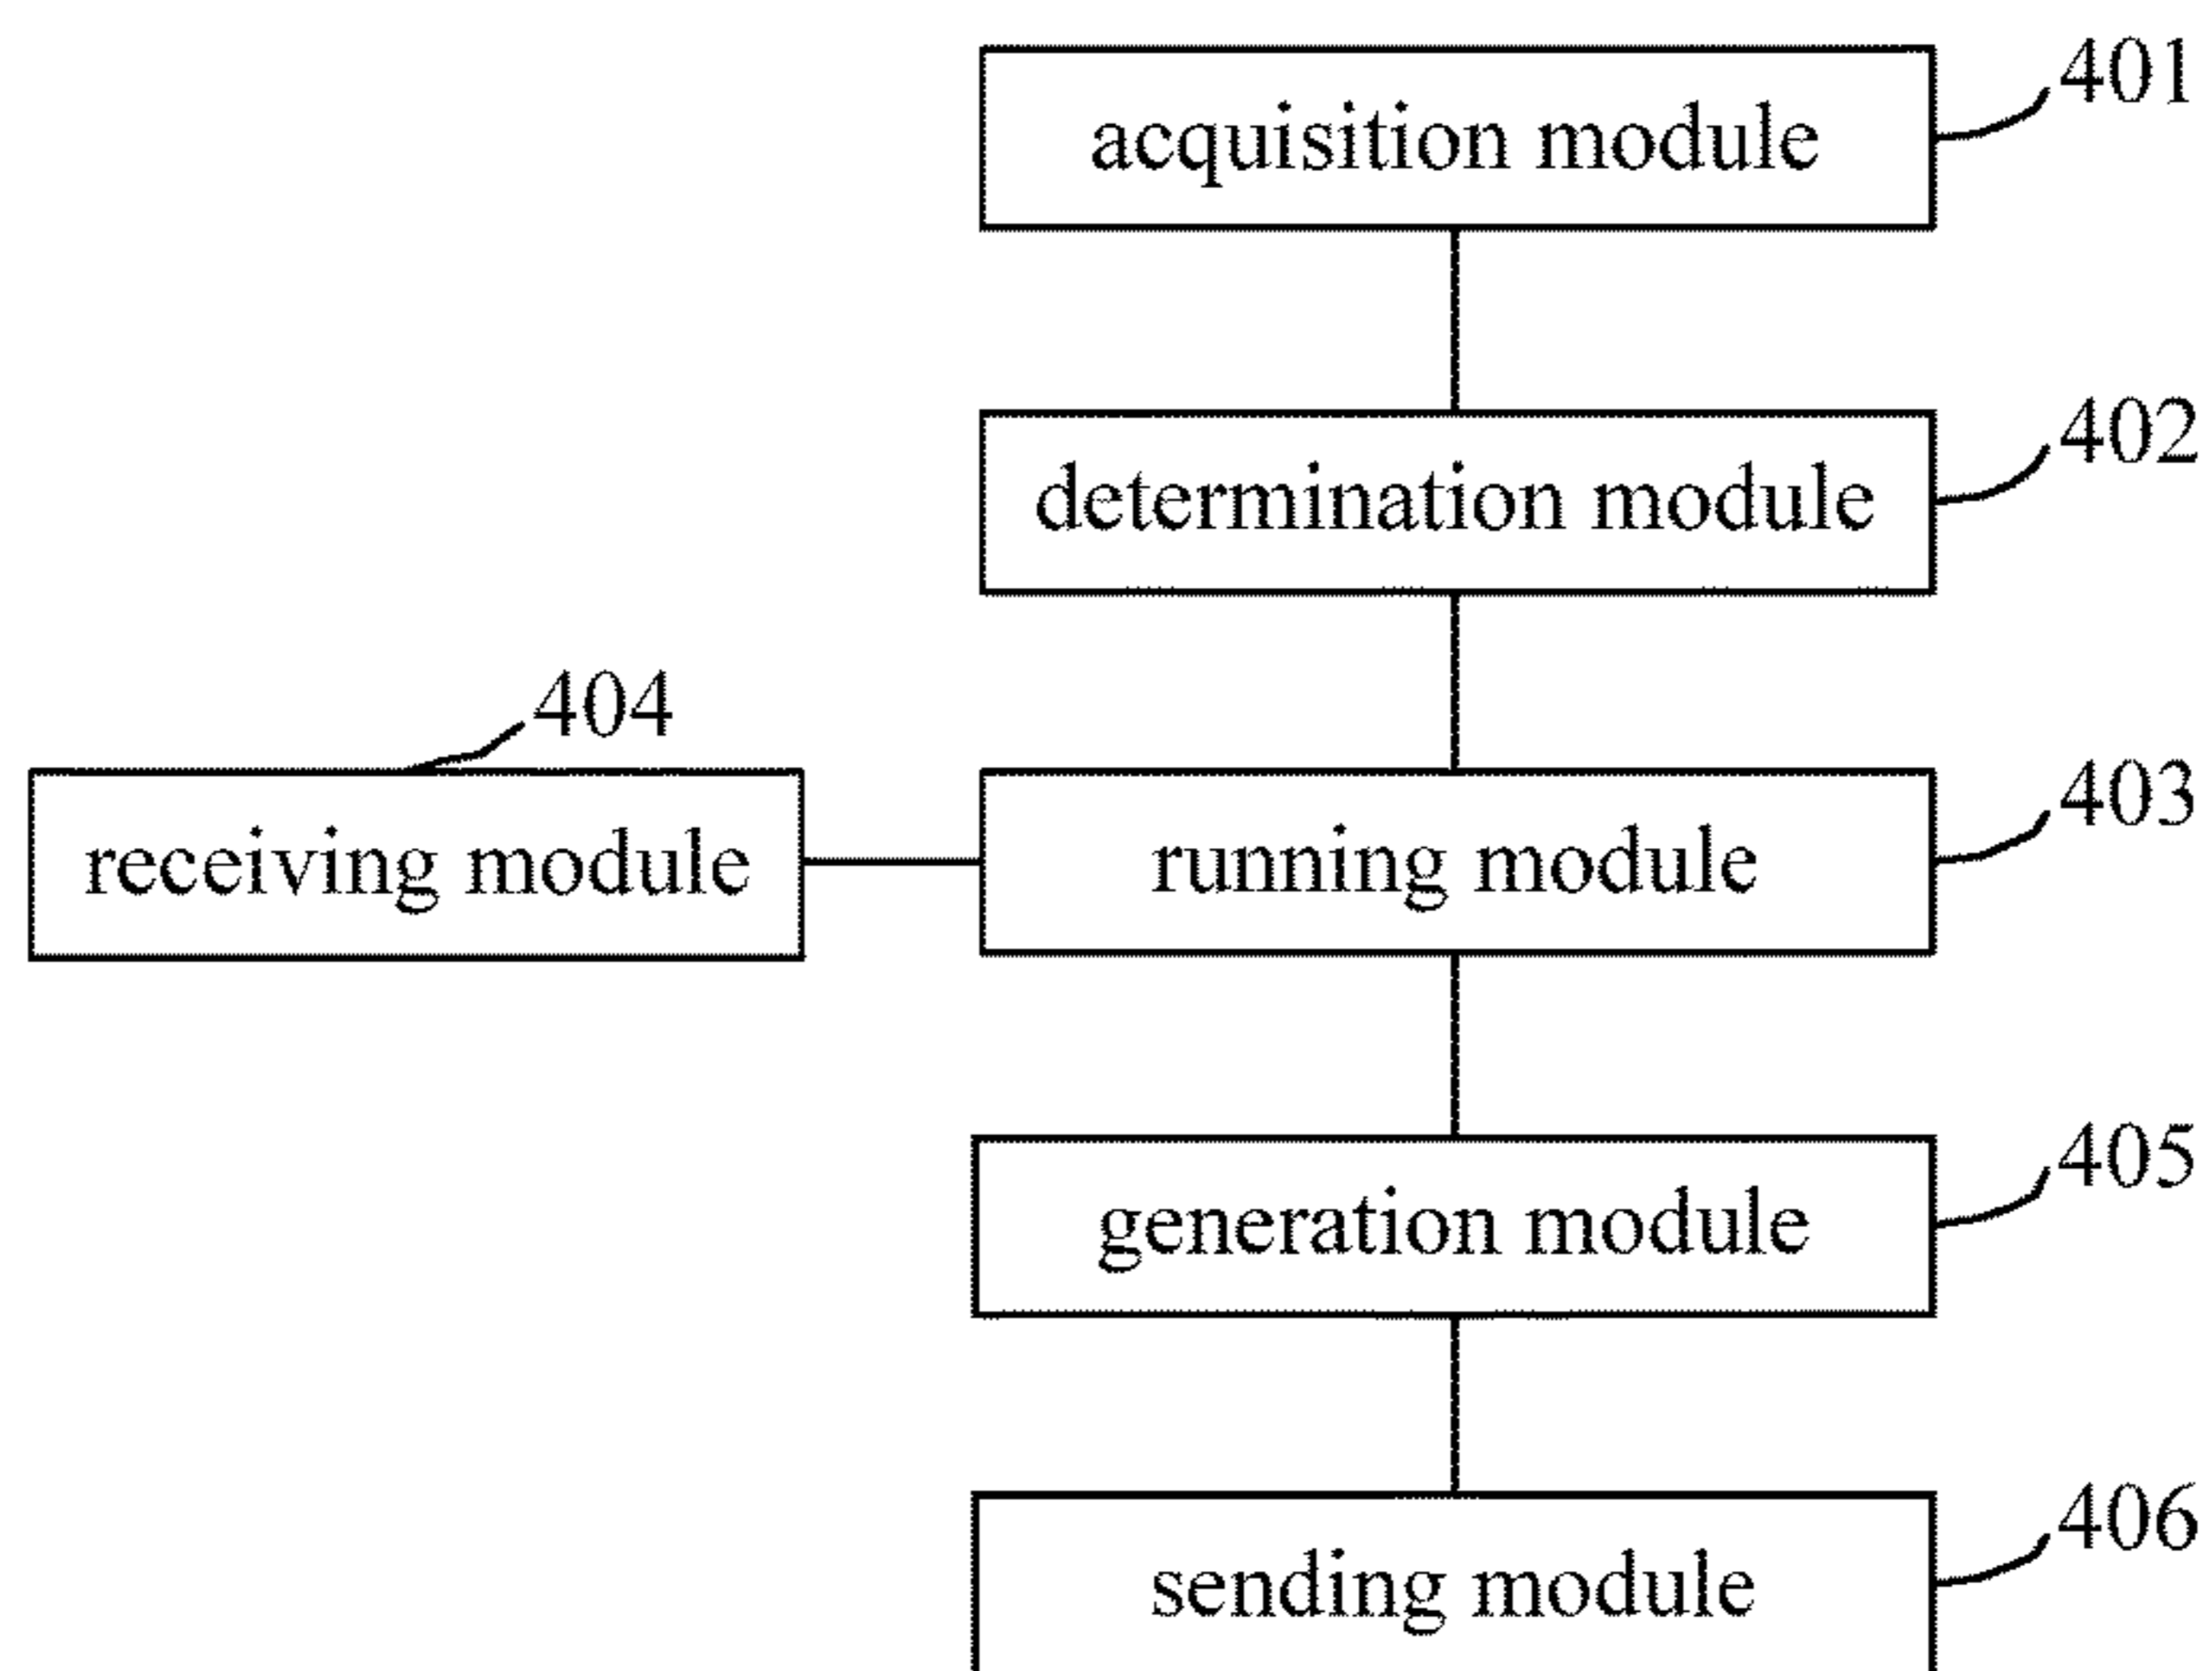 401
acquisition module
402
determination module
404
403
receiving module
running module
405
generation module
406
sending module